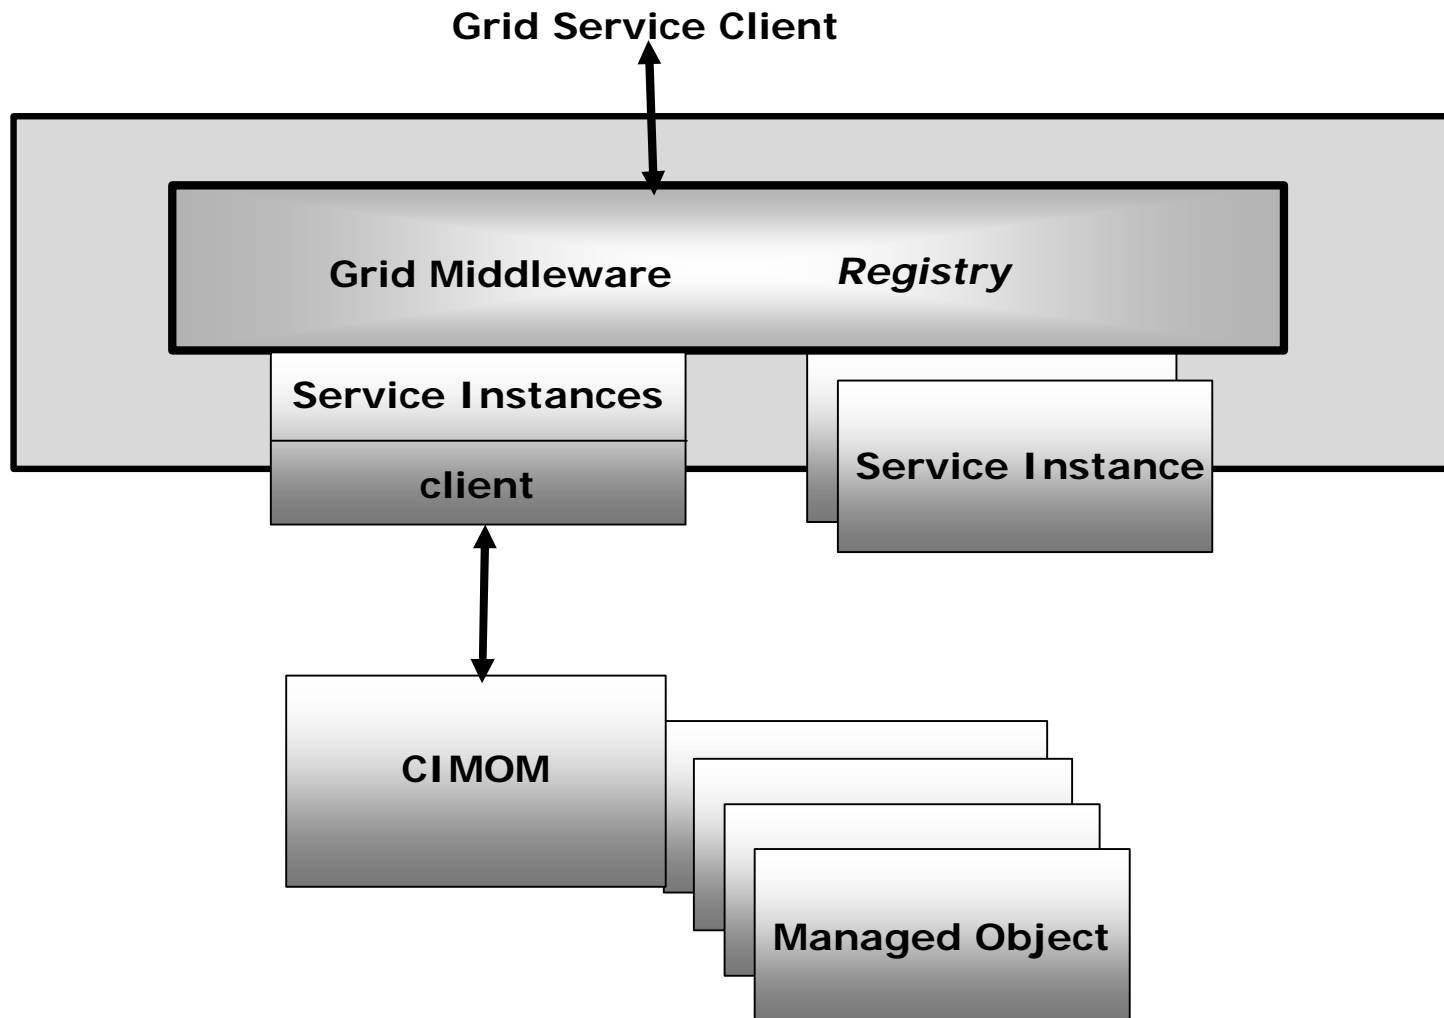 Grid Service Client
Grid Middleware
Registry
Service Instances
client
Service Instance
CIMOM
Managed Object